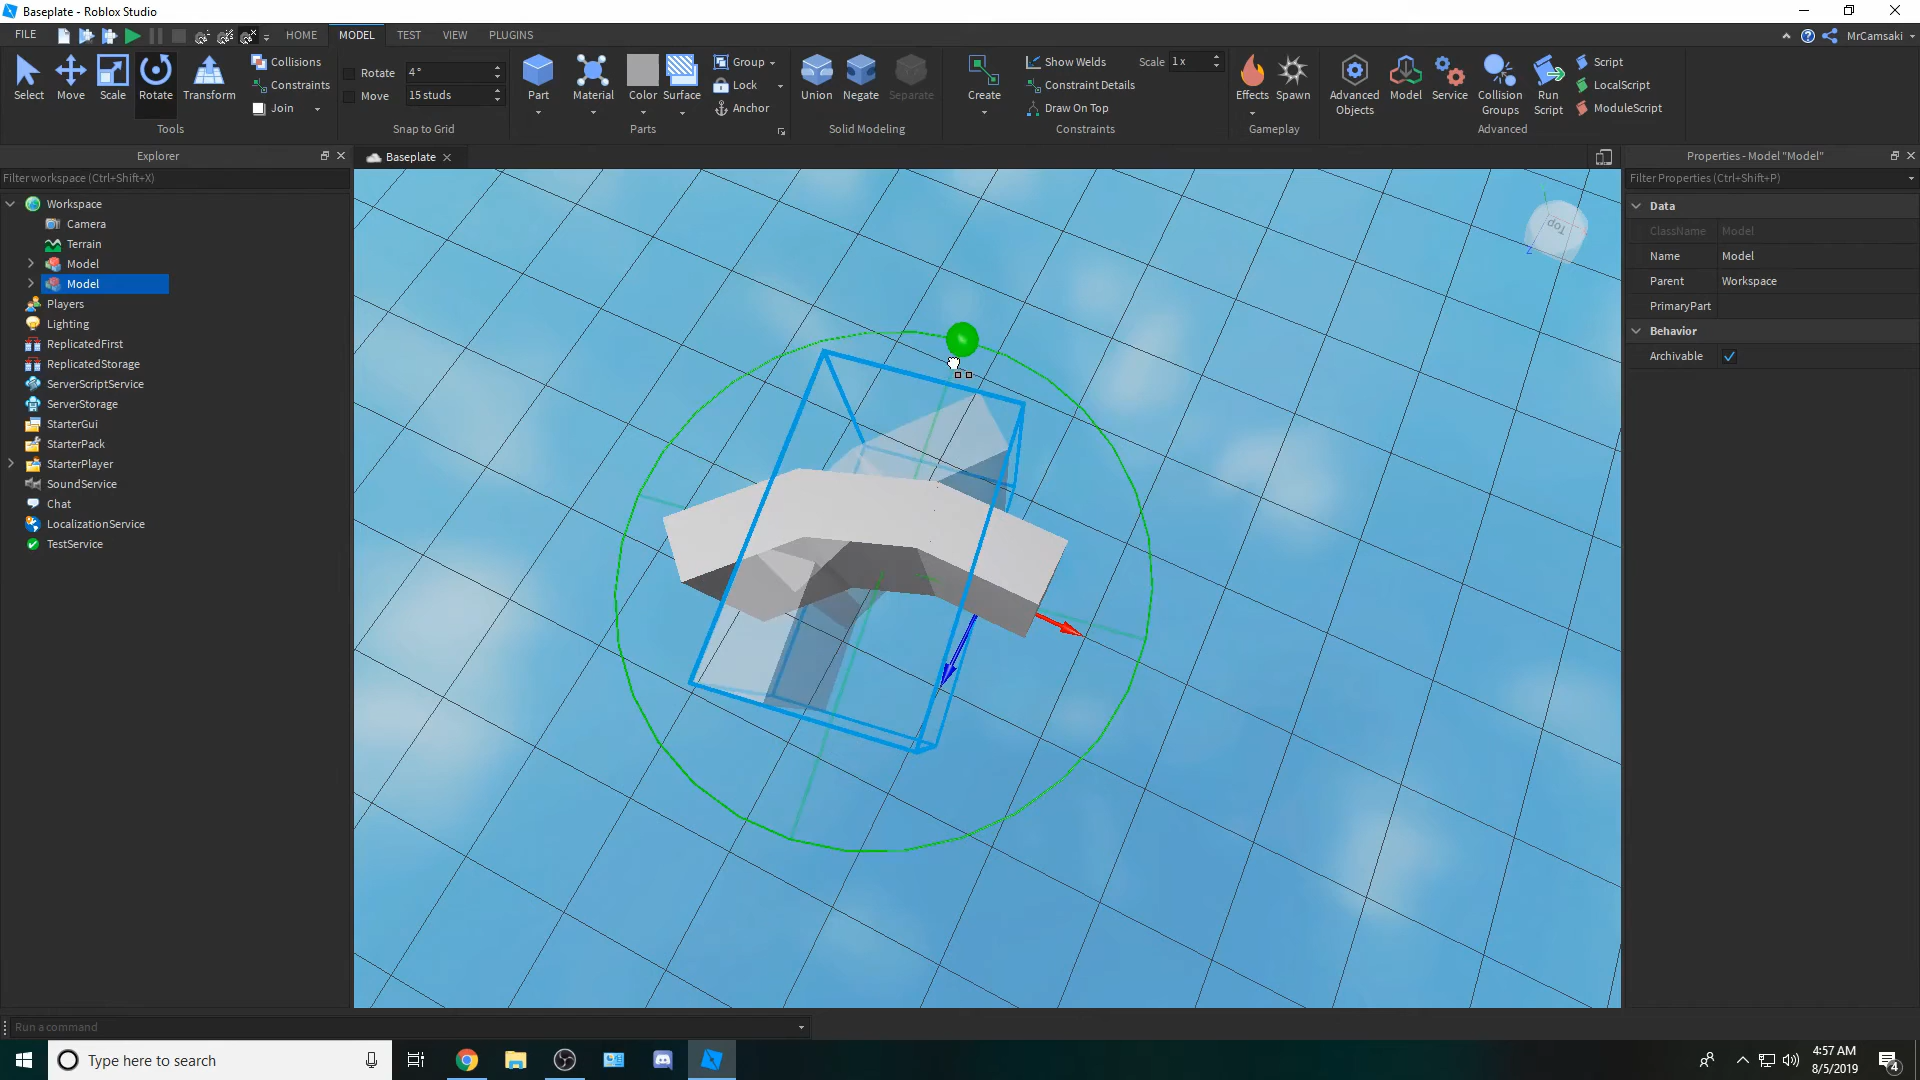 Baseplate - Roblox Studio
FILE
HOME
MODEL
TEST
VIEW
PLUGINS
MrCamsaki
Select
Move
Scale
Rotate
Transform
Collisions
Constraints
Join
Tools
Rotate 4°
Move 15 studs
Snap to Grid
Part
Material
Color
Surface
Group
Lock
Anchor
Parts
Union
Negate
Separate
Solid Modeling
Create
Show Welds
Scale 1x
Constraint Details
Draw On Top
Constraints
Effects
Spawn
Gameplay
Advanced Objects
Model
Service
Collision Groups
Run Script
Script
LocalScript
ModuleScript
Advanced
Explorer
Filter workspace (Ctrl+Shift+X)
Workspace
Camera
Terrain
Model
Model
Players
Lighting
ReplicatedFirst
ReplicatedStorage
ServerScriptService
ServerStorage
StarterGui
StarterPack
StarterPlayer
SoundService
Chat
LocalizationService
TestService
Baseplate
Top
Z
Properties - Model "Model"
Filter Properties (Ctrl+Shift+P)
Data
ClassName Model
Name Model
Parent Workspace
PrimaryPart
Behavior
Archivable
Run a command
Type here to search
4:57 AM
8/5/2019
4